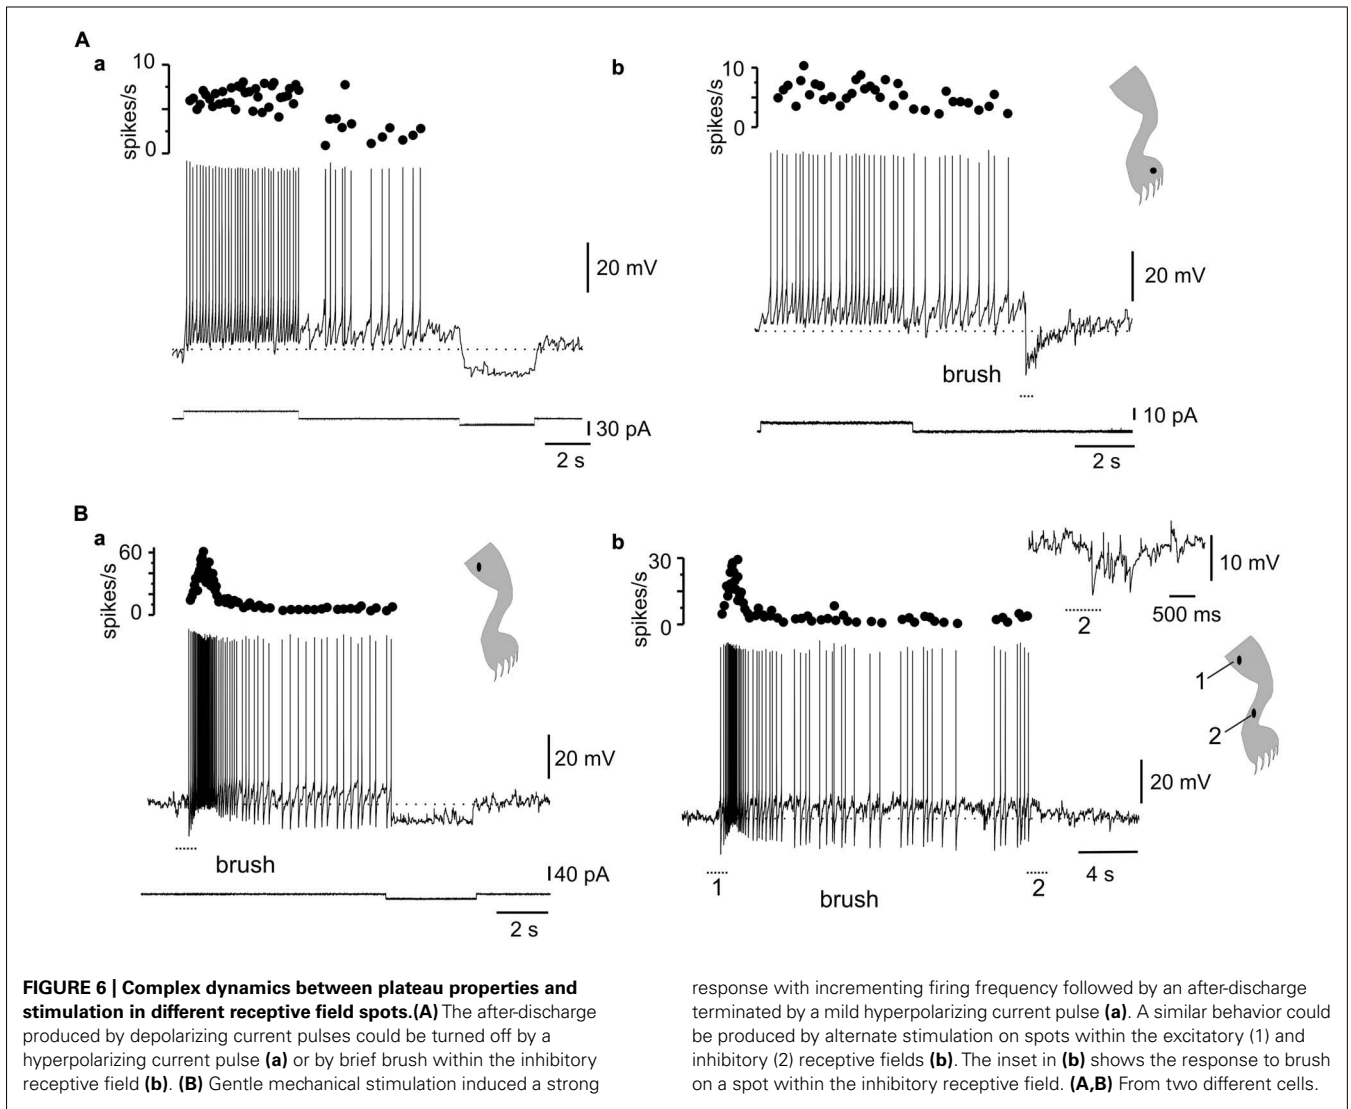 A
a
10
0
spikes/s
20 mV
30 pA
2 s
b
10
0
spikes/s
20 mV
brush
10 pA
2 s
B
a
60
0
spikes/s
20 mV
brush
40 pA
2 s
b
30
0
spikes/s
10 mV
2
500 ms
1
2
20 mV
1
2
4 s
brush
FIGURE 6 | Complex dynamics between plateau properties and
stimulation in different receptive field spots.(A) The after-discharge
produced by depolarizing current pulses could be turned off by a
hyperpolarizing current pulse (a) or by brief brush within the inhibitory
receptive field (b). (B) Gentle mechanical stimulation induced a strong
response with incrementing firing frequency followed by an after-discharge
terminated by a mild hyperpolarizing current pulse (a). A similar behavior could
be produced by alternate stimulation on spots within the excitatory (1) and
inhibitory (2) receptive fields (b). The inset in (b) shows the response to brush
on a spot within the inhibitory receptive field. (A,B) From two different cells.